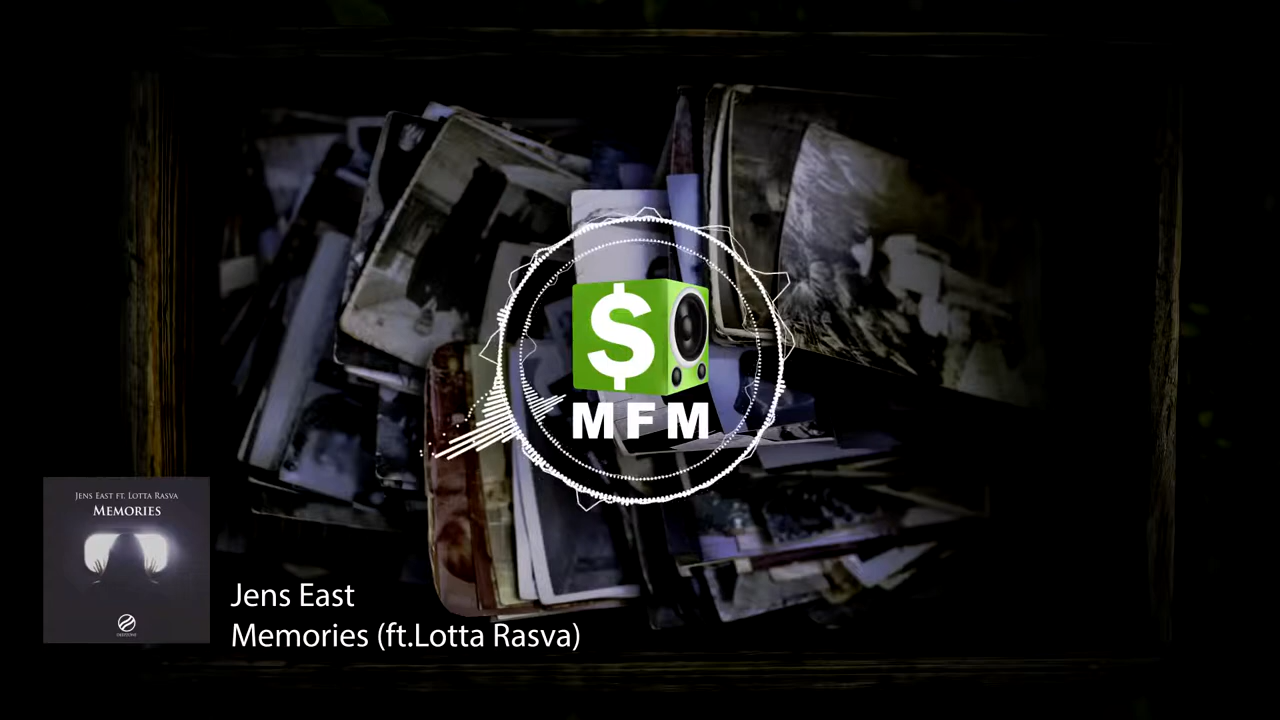 $
MFM
JENS EAST FT. LOTTA RASVA
MEMORIES
Jens East
Memories (ft.Lotta Rasva)